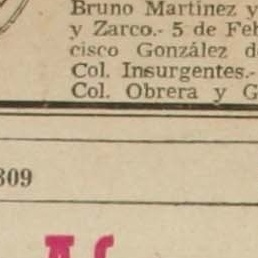 Bruno Martínez y
y Zarco.- 5 de Feb
cisco González d
Col. Insurgentes.-
Col. Obrera y G
309